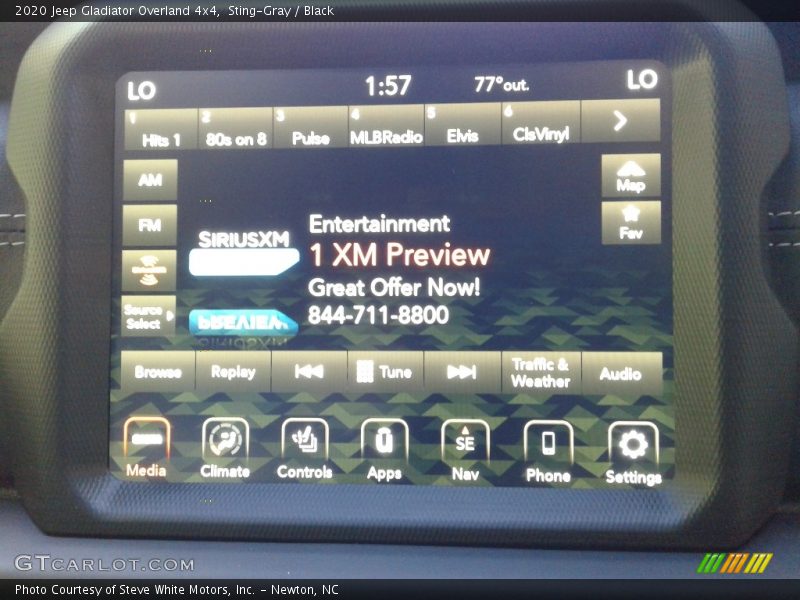 2020 Jeep Gladiator Overland 4x4, Sting-Gray / Black
LO 1:57 77°out. LO
1 Hits 1 2 80s on 8 3 Pulse 4 MLBRadio 5 Elvis 6 ClsVinyl
AM
Map
FM
Fav
SIRIUSXM
Entertainment
1 XM Preview
Great Offer Now!
844-711-8800
Source
Select
Browse Replay Tune Traffic & Weather Audio
SE
Media Climate Controls Apps Nav Phone Settings
GTCARLOT.COM
Photo Courtesy of Steve White Motors, Inc. – Newton, NC